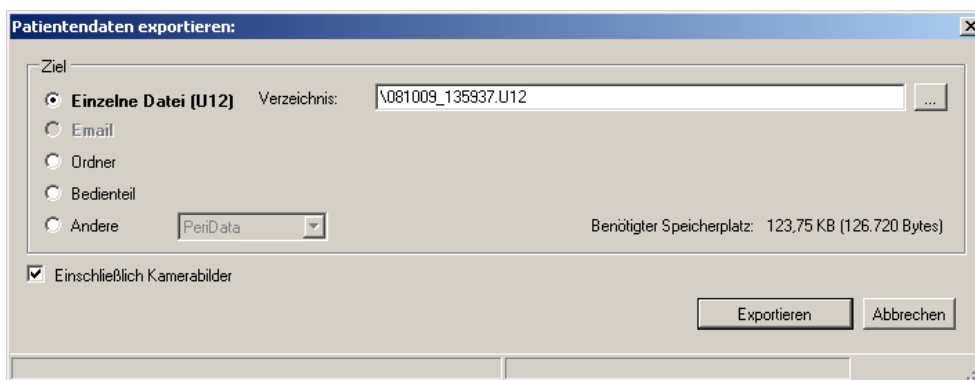 Patientendaten exportieren:
Ziel
Einzelne Datei (U12) Verzeichnis: \081009_135937.U12 ...
Email
Ordner
Bedienteil
Andere PeriData Benötigter Speicherplatz: 123,75 KB (126.720 Bytes)
Einschließlich Kamerabilder
Exportieren Abbrechen